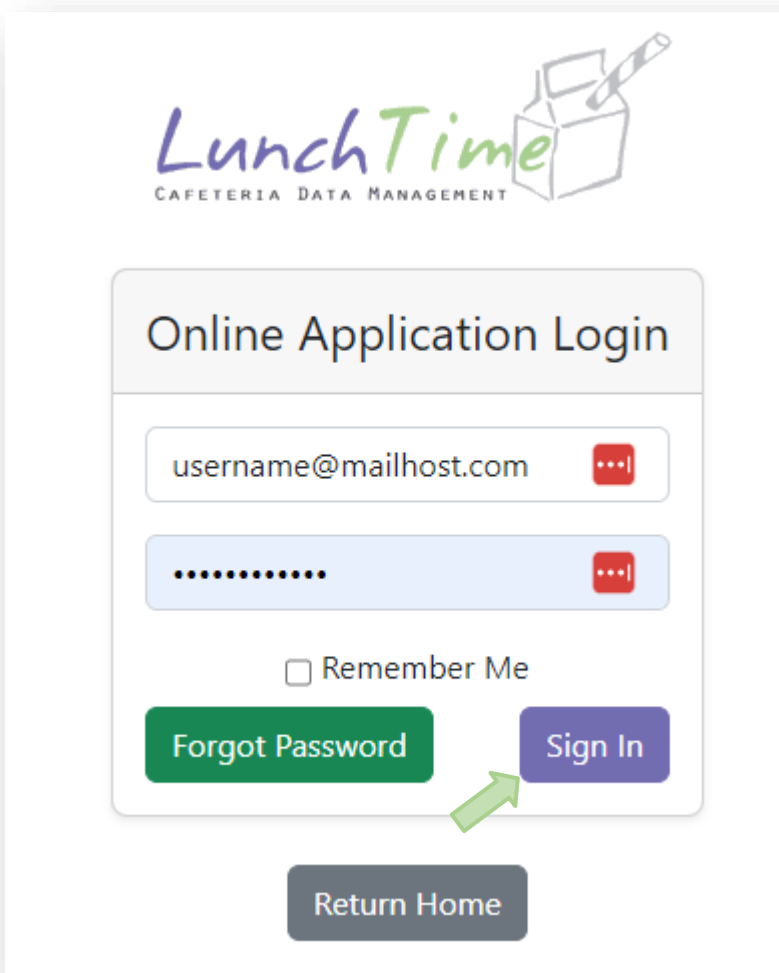 LunchTime
CAFETERIA DATA MANAGEMENT
Online Application Login
username@mailhost.com
••••••••••••
Remember Me
Forgot Password Sign In
Return Home